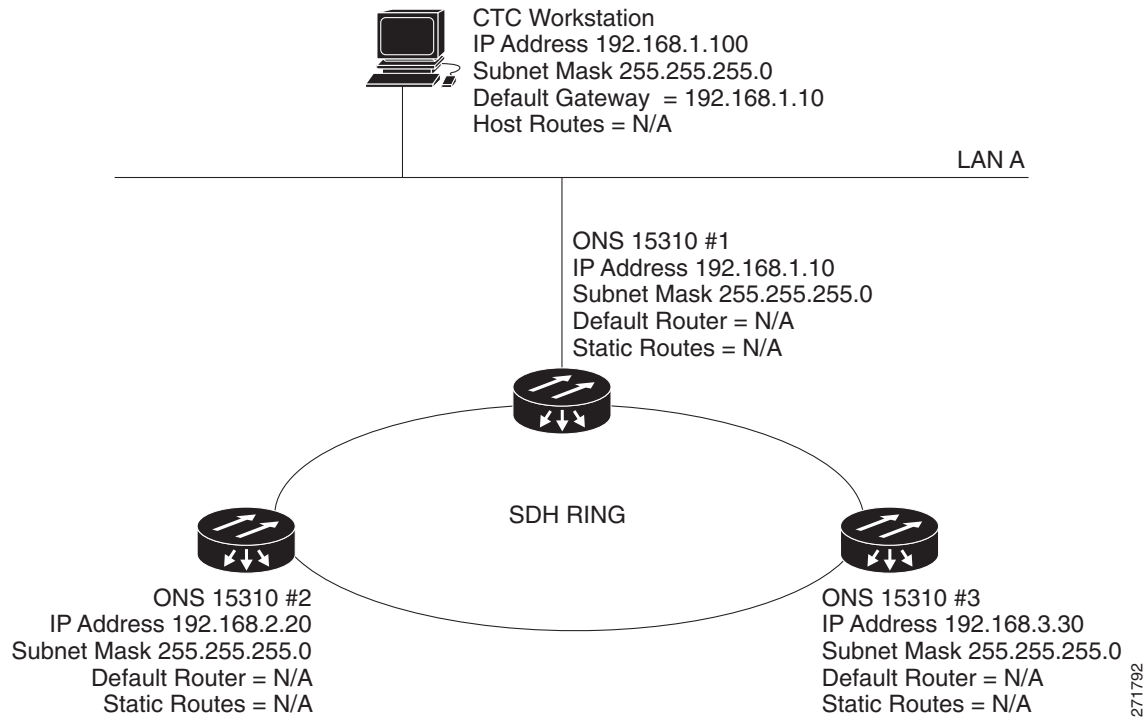 CTC Workstation
IP Address 192.168.1.100
Subnet Mask 255.255.255.0
Default Gateway = 192.168.1.10
Host Routes = N/A
LAN A
ONS 15310 #1
IP Address 192.168.1.10
Subnet Mask 255.255.255.0
Default Router = N/A
Static Routes = N/A
SDH RING
ONS 15310 #2
IP Address 192.168.2.20
Subnet Mask 255.255.255.0
Default Router = N/A
Static Routes = N/A
ONS 15310 #3
IP Address 192.168.3.30
Subnet Mask 255.255.255.0
Default Router = N/A
Static Routes = N/A
271792